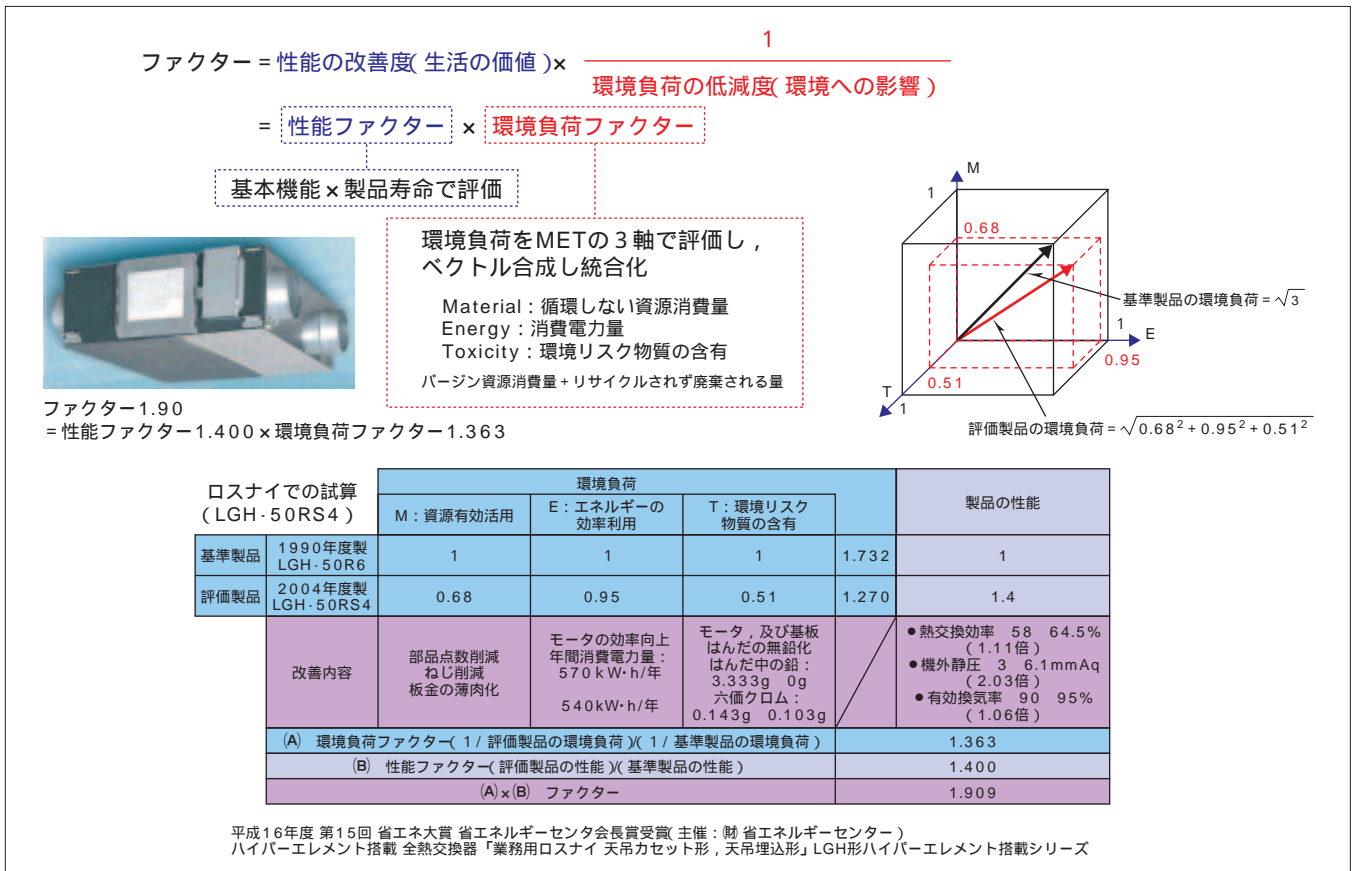 ファクター＝性能の改善度(生活の価値)× 1
環境負荷の低減度(環境への影響)
＝ 性能ファクター × 環境負荷ファクター
基本機能×製品寿命で評価
環境負荷をMETの３軸で評価し，
ベクトル合成し統合化
Material：循環しない資源消費量
Energy：消費電力量
Toxicity：環境リスク物質の含有
バージン資源消費量＋リサイクルされず廃棄される量
ファクター1.90
＝性能ファクター1.400×環境負荷ファクター1.363
M
1
0.68
基準製品の環境負荷＝√3
1
E
0.95
0.51
T
1
評価製品の環境負荷＝√0.68²＋0.95²＋0.51²
ロスナイでの試算
(LGH-50RS4)
環境負荷
製品の性能
M：資源有効活用
E：エネルギーの
効率利用
T：環境リスク
物質の含有
基準製品 1990年度製
LGH-50R6
1 1 1 1.732 1
評価製品 2004年度製
LGH-50RS4
0.68 0.95 0.51 1.270 1.4
改善内容
部品点数削減
ねじ削減
板金の薄肉化
モータの効率向上
年間消費電力量：
570kW･h/年
540kW･h/年
モータ，及び基板
はんだの無鉛化
はんだ中の鉛：
3.333g 0g
六価クロム：
0.143g 0.103g
●熱交換効率 58 64.5%
(1.11倍)
●機外静圧 3 6.1mmAq
(2.03倍)
●有効換気率 90 95%
(1.06倍)
(A) 環境負荷ファクター(1/評価製品の環境負荷)/(1/基準製品の環境負荷) 1.363
(B) 性能ファクター(評価製品の性能)/(基準製品の性能) 1.400
(A)×(B) ファクター 1.909
平成16年度 第15回 省エネ大賞 省エネルギーセンタ会長賞受賞(主催：㈶ 省エネルギーセンター)
ハイパーエレメント搭載 全熱交換器「業務用ロスナイ 天吊カセット形，天吊埋込形」LGH形ハイパーエレメント搭載シリーズ